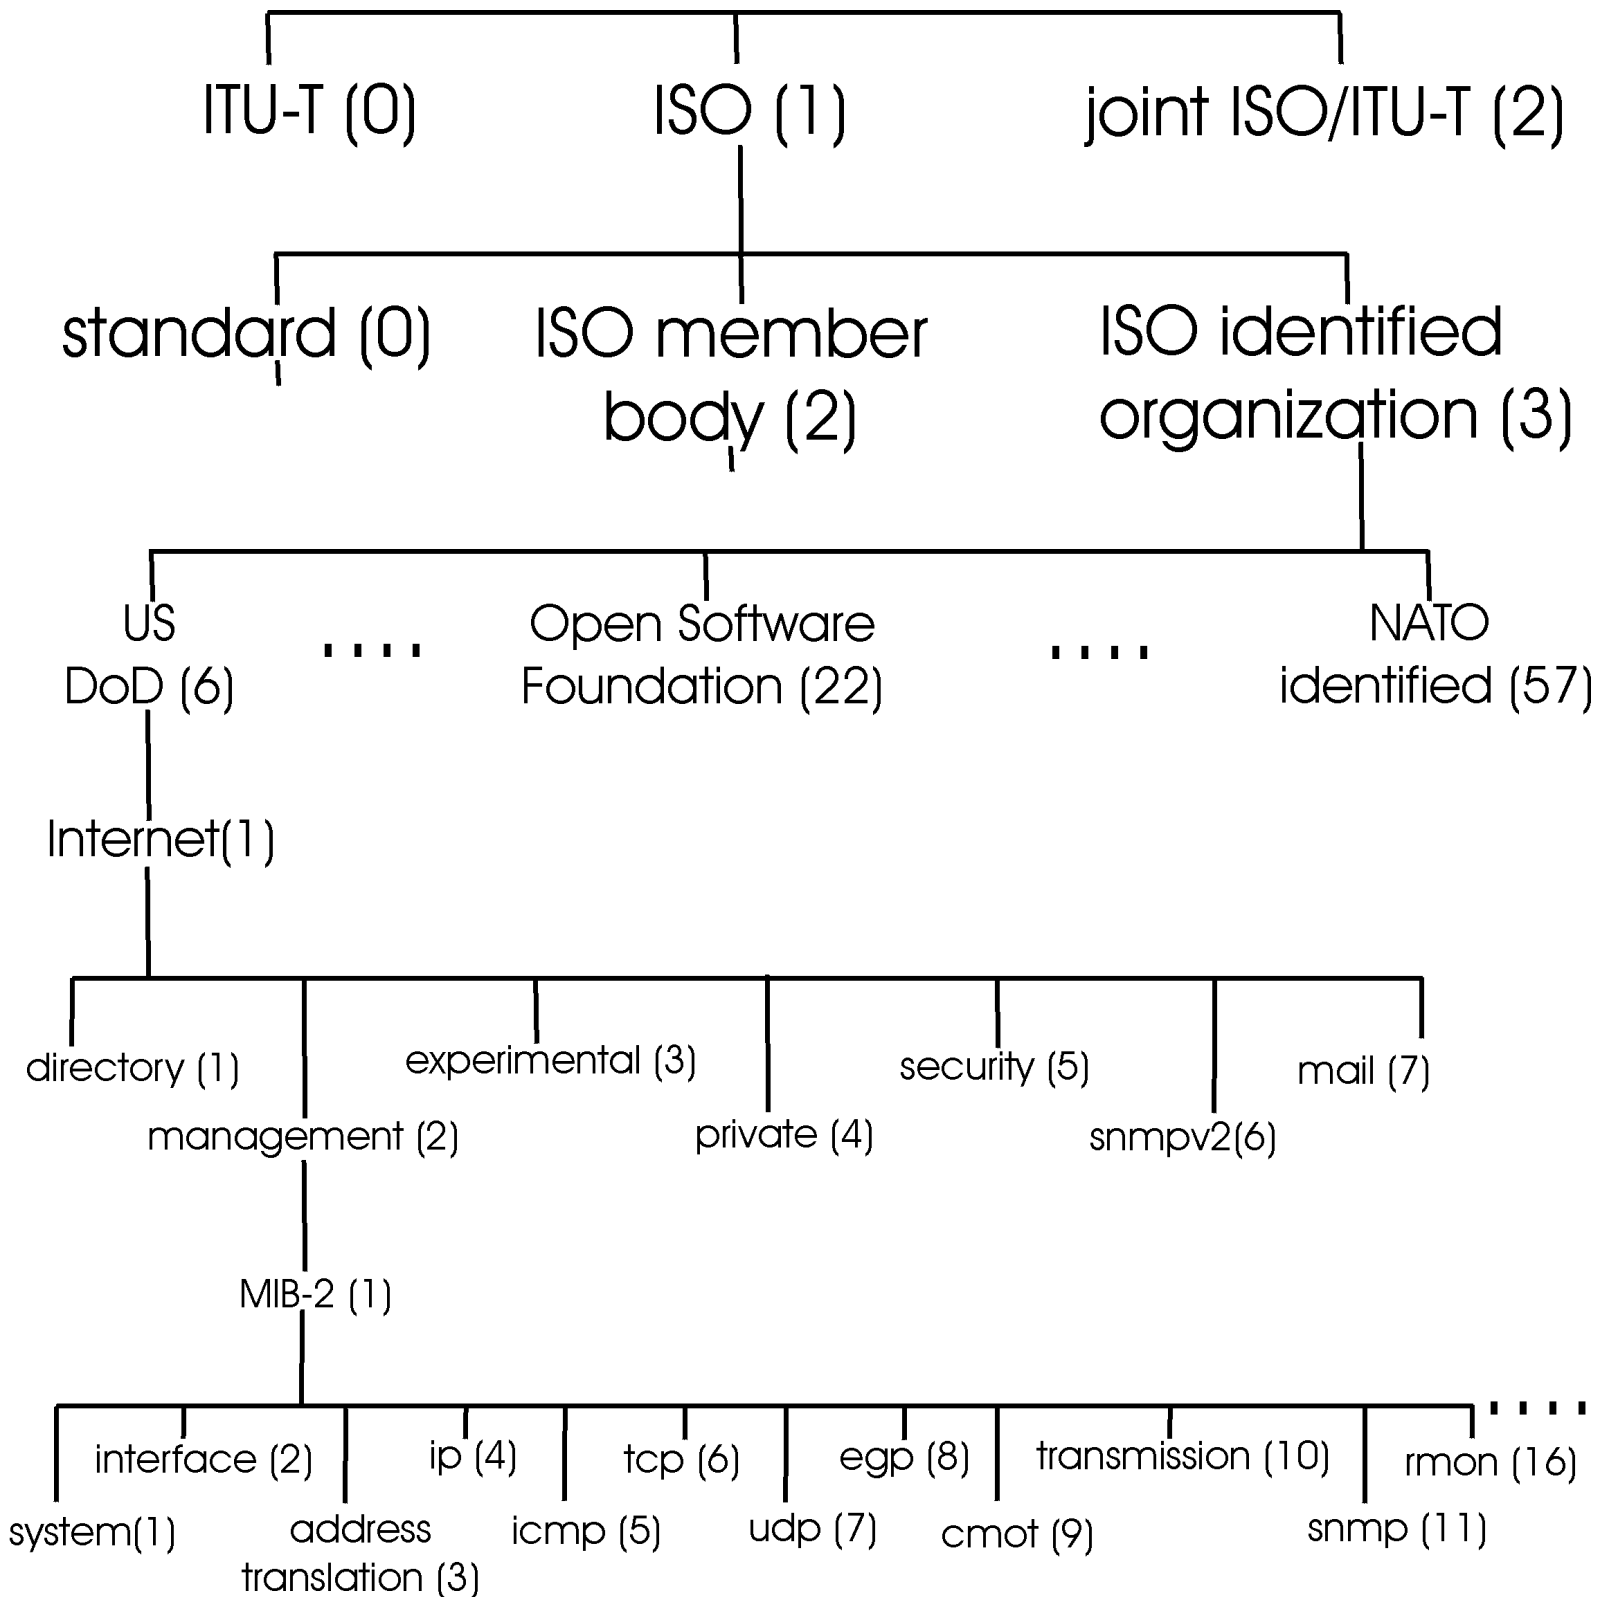 ITU-T (0)
ISO (1)
joint ISO/ITU-T (2)
standard (0)
ISO member
body (2)
ISO identified
organization (3)
US
DoD (6)
. . . .
Open Software
Foundation (22)
. . . .
NATO
identified (57)
Internet(1)
directory (1)
management (2)
experimental (3)
private (4)
security (5)
snmpv2(6)
mail (7)
MIB-2 (1)
. . . .
system(1)
interface (2)
address
translation (3)
ip (4)
icmp (5)
tcp (6)
udp (7)
egp (8)
cmot (9)
transmission (10)
snmp (11)
rmon (16)